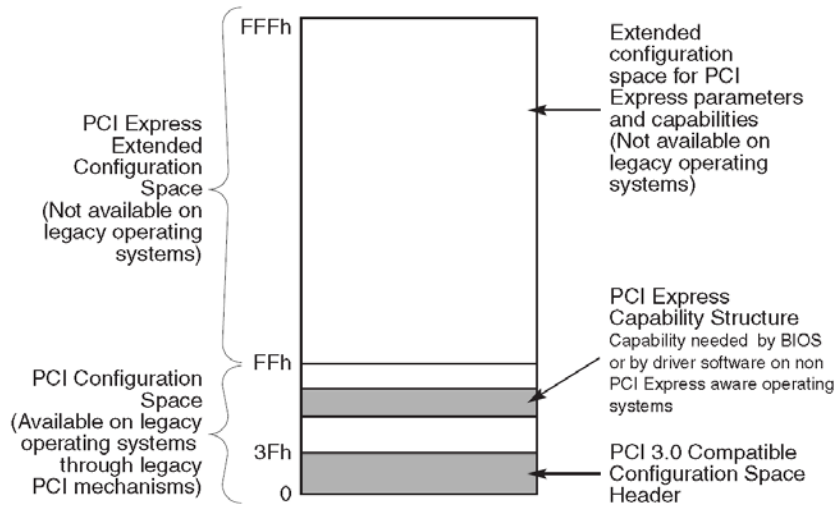 FFFh
PCI Express
Extended
Configuration
Space
(Not available on
legacy operating
systems)
Extended
configuration
space for PCI
Express parameters
and capabilities
(Not available on
legacy operating
systems)
FFh
PCI Configuration
Space
(Available on legacy
operating systems
through legacy
PCI mechanisms)
3Fh
0
PCI Express
Capability Structure
Capability needed by BIOS
or by driver software on non
PCI Express aware operating
systems
PCI 3.0 Compatible
Configuration Space
Header